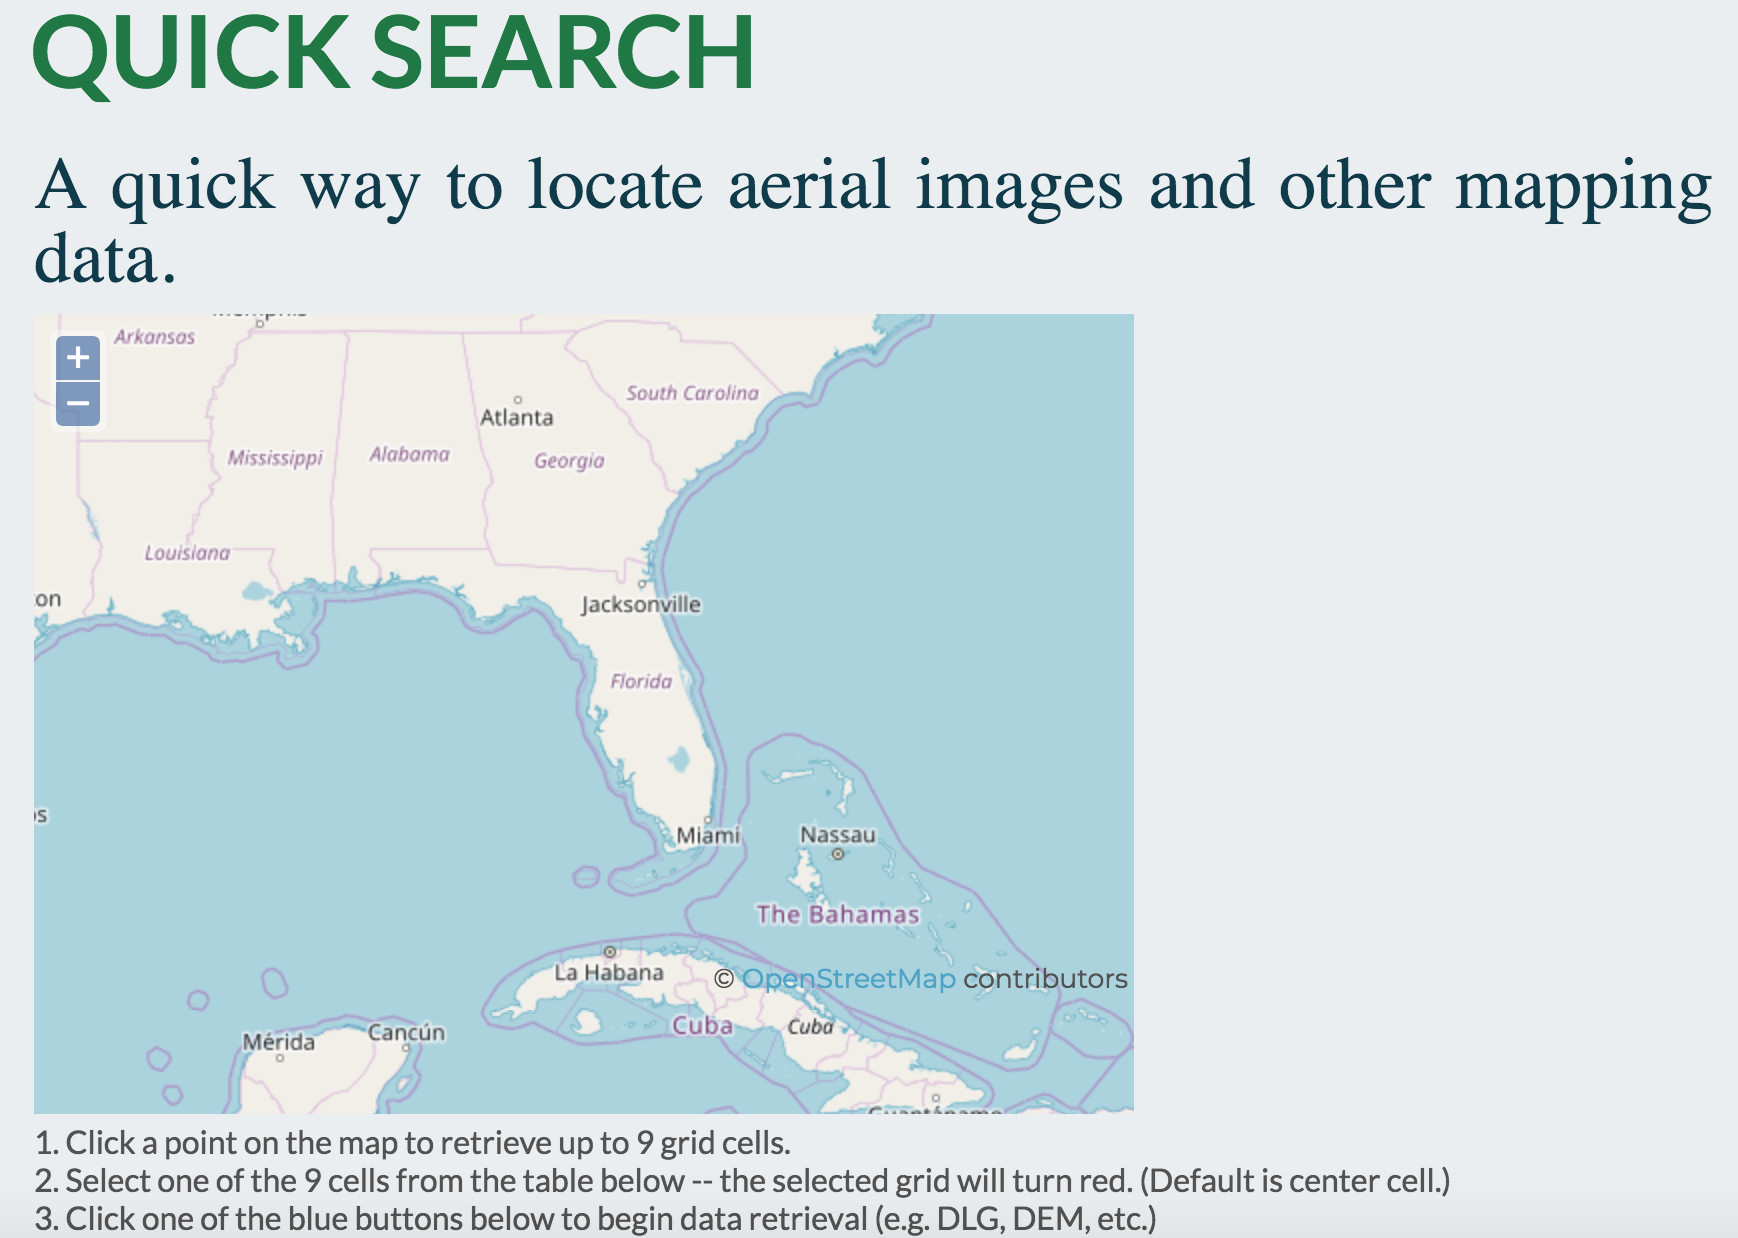 QUICK SEARCH
A quick way to locate aerial images and other mapping
data.
Arkansas
+
−
South Carolina
Atlanta
Mississippi
Alabama
Georgia
Louisiana
on
Jacksonville
Florida
Miami
Nassau
The Bahamas
La Habana
© OpenStreetMap contributors
Cuba
Cuba
Mérida
Cancún
1. Click a point on the map to retrieve up to 9 grid cells.
2. Select one of the 9 cells from the table below -- the selected grid will turn red. (Default is center cell.)
3. Click one of the blue buttons below to begin data retrieval (e.g. DLG, DEM, etc.)